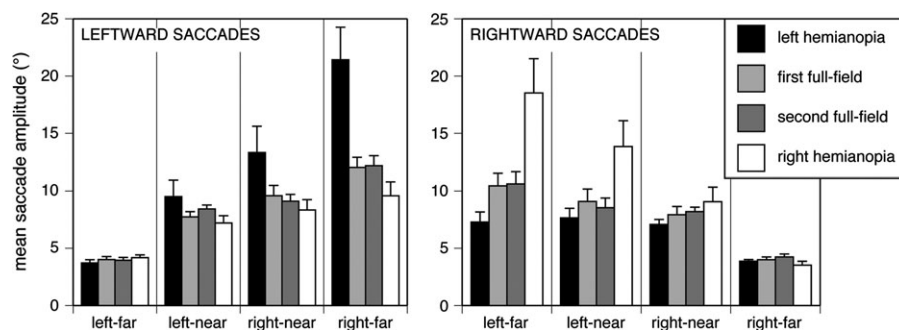 mean saccade amplitude (°)
25
20
15
10
5
0
LEFTWARD SACCADES
left-far
left-near
right-near
right-far
25
20
15
10
5
0
RIGHTWARD SACCADES
left-far
left-near
right-near
right-far
left hemianopia
first full-field
second full-field
right hemianopia